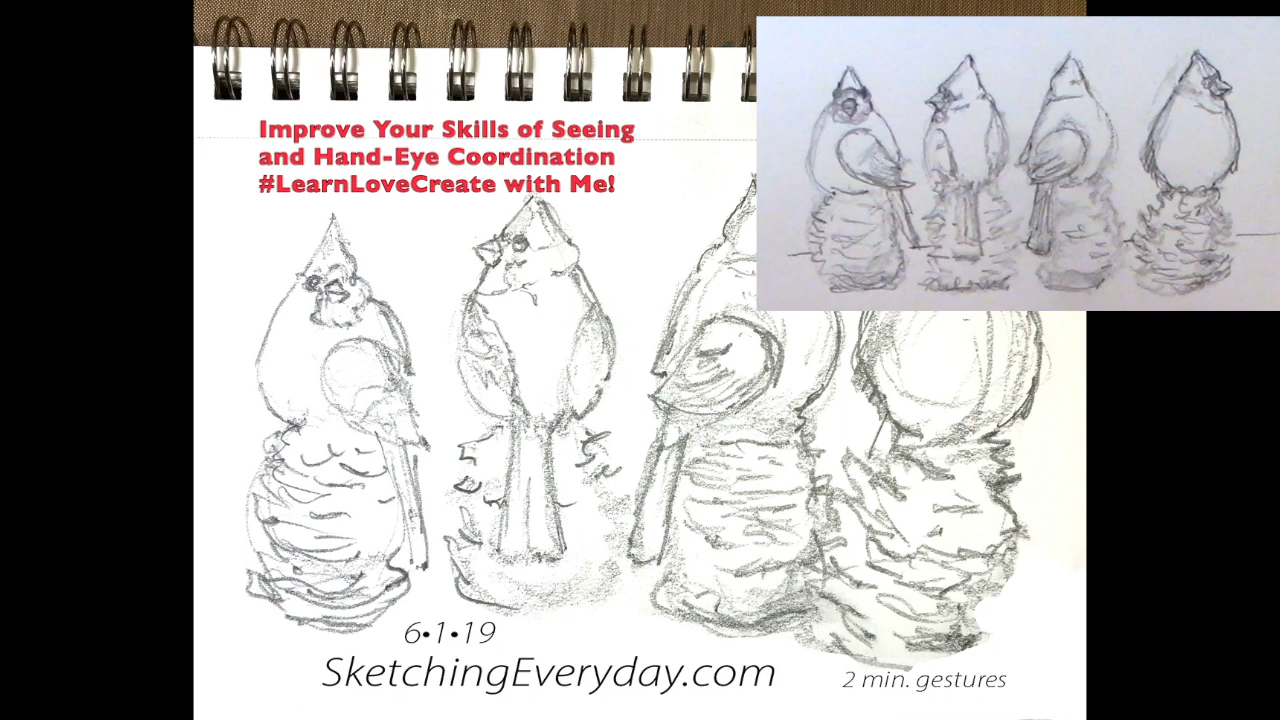 Improve Your Skills of Seeing
and Hand-Eye Coordination
#LearnLoveCreate with Me!
6•1•19
SketchingEveryday.com
2 min. gestures